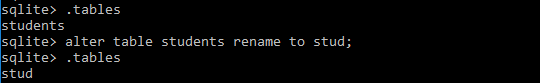 sqlite> .tables
students
sqlite> alter table students rename to stud;
sqlite> .tables
stud